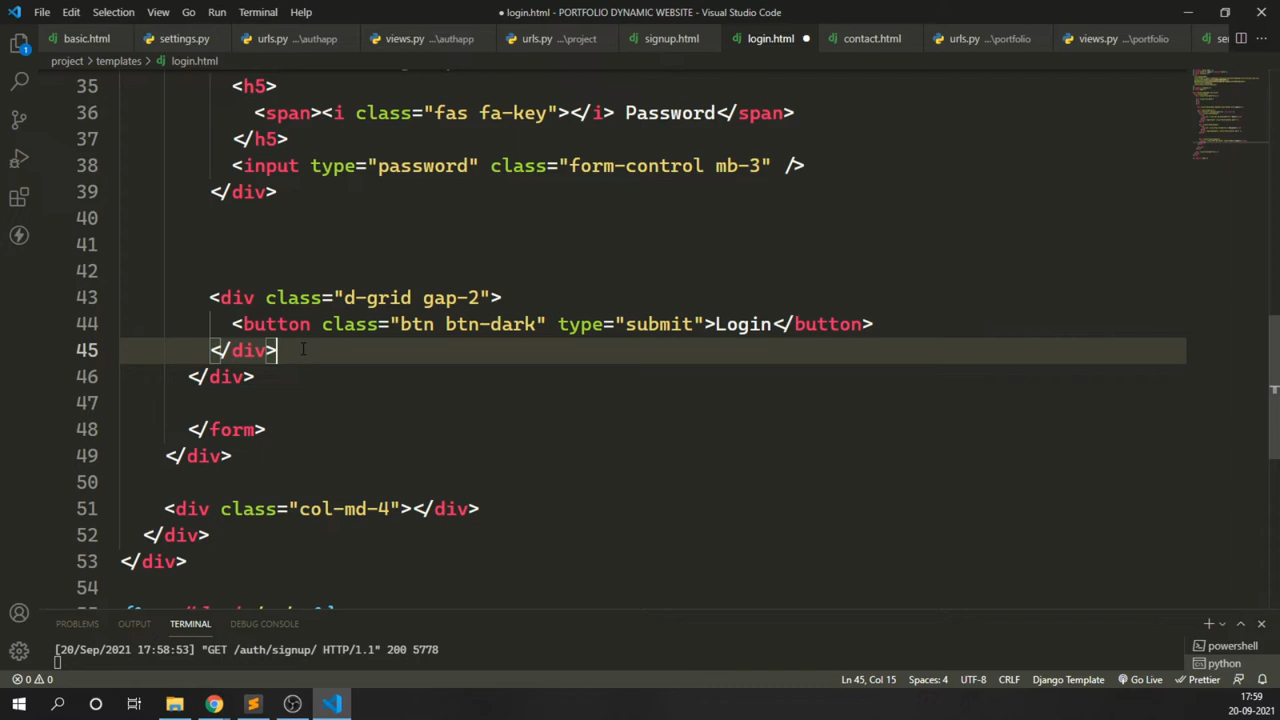 File Edit Selection View Go Run Terminal Help
● login.html - PORTFOLIO DYNAMIC WEBSITE - Visual Studio Code
basic.html settings.py urls.py ...\authapp views.py ...\authapp urls.py ...\project signup.html login.html ● contact.html urls.py ...\portfolio views.py ...\portfolio
project > templates > login.html
35 <h5>
36 <span><i class="fas fa-key"></i> Password</span>
37 </h5>
38 <input type="password" class="form-control mb-3" />
39 </div>
40
41
42
43 <div class="d-grid gap-2">
44 <button class="btn btn-dark" type="submit">Login</button>
45 </div>
46 </div>
47
48 </form>
49 </div>
50
51 <div class="col-md-4"></div>
52 </div>
53 </div>
54
PROBLEMS OUTPUT TERMINAL DEBUG CONSOLE
[20/Sep/2021 17:58:53] "GET /auth/signup/ HTTP/1.1" 200 5778
powershell
python
0 0 Ln 45, Col 15 Spaces: 4 UTF-8 CRLF Django Template Go Live Prettier
17:59
20-09-2021